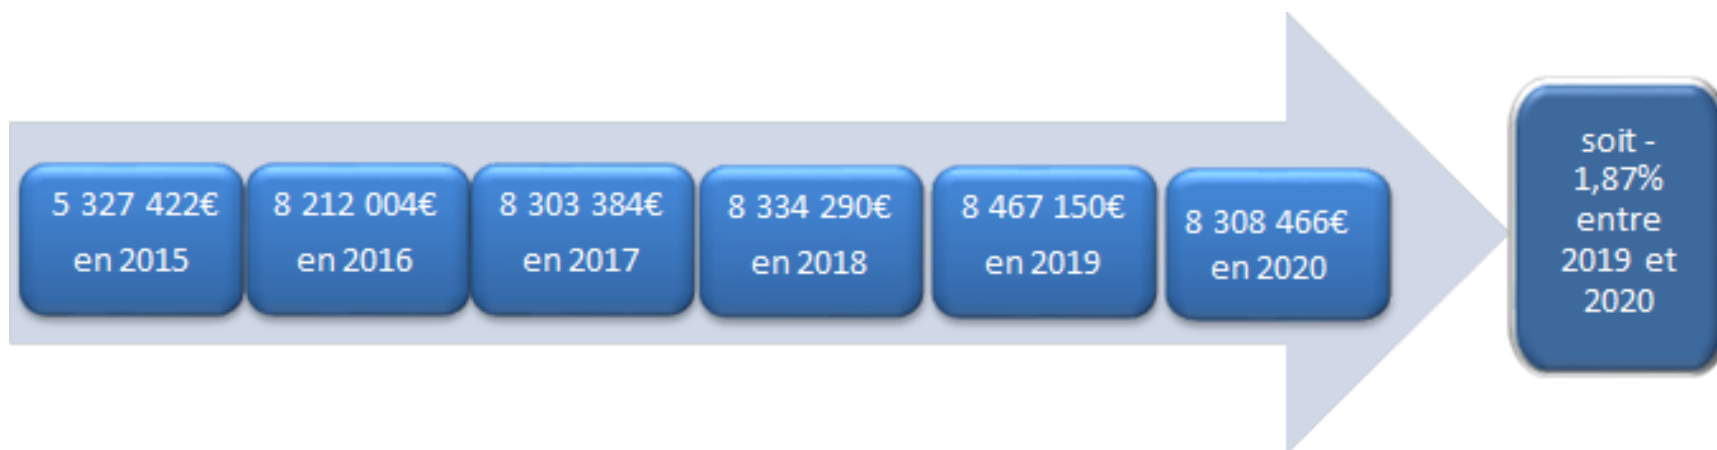 5 327 422€
en 2015
8 212 004€
en 2016
8 303 384€
en 2017
8 334 290€
en 2018
8 467 150€
en 2019
8 308 466€
en 2020
soit -
1,87%
entre
2019 et
2020